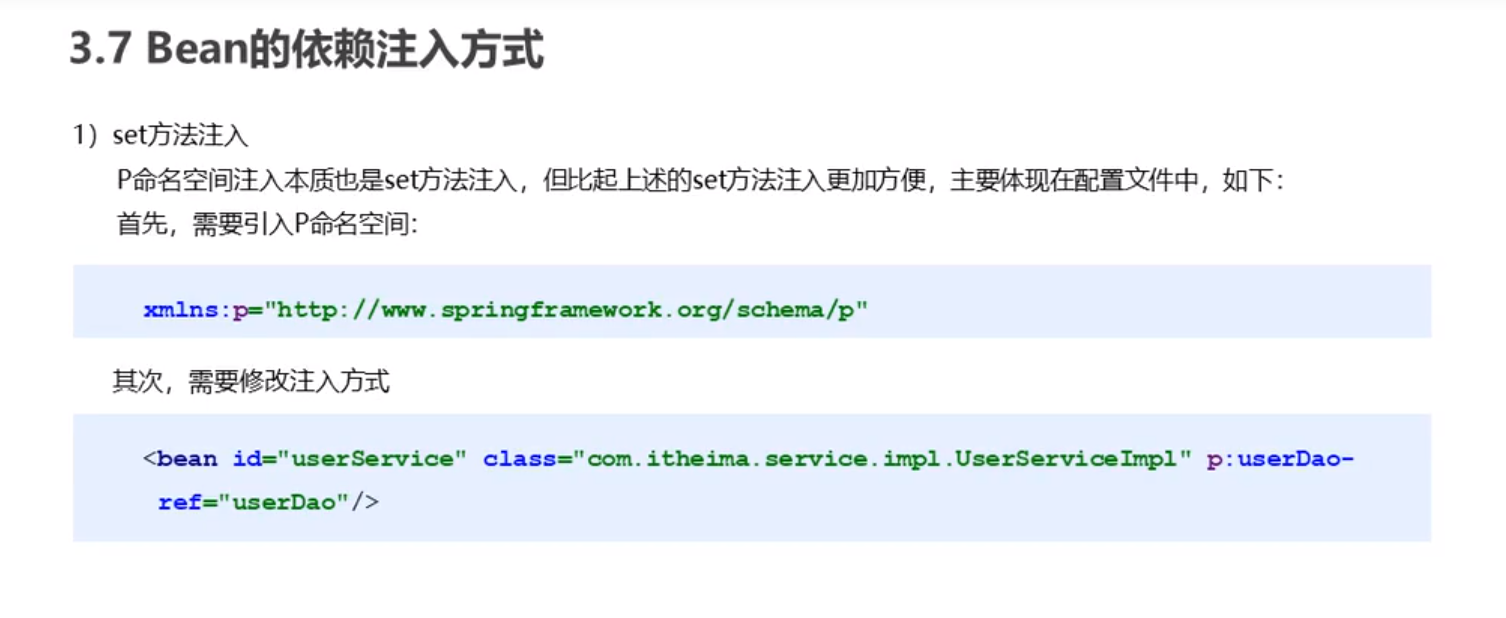 3.7 Bean的依赖注入方式
1）set方法注入
P命名空间注入本质也是set方法注入，但比起上述的set方法注入更加方便，主要体现在配置文件中，如下：
首先，需要引入P命名空间：
xmlns:p="http://www.springframework.org/schema/p"
其次，需要修改注入方式
<bean id="userService" class="com.itheima.service.impl.UserServiceImpl" p:userDao-
ref="userDao"/>